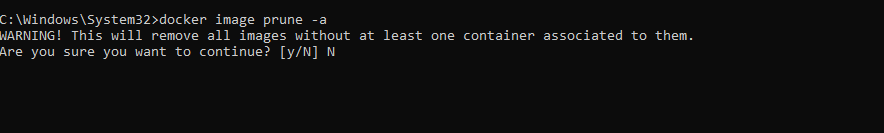 C:\Windows\System32>docker image prune -a
WARNING! This will remove all images without at least one container associated to them.
Are you sure you want to continue? [y/N] N